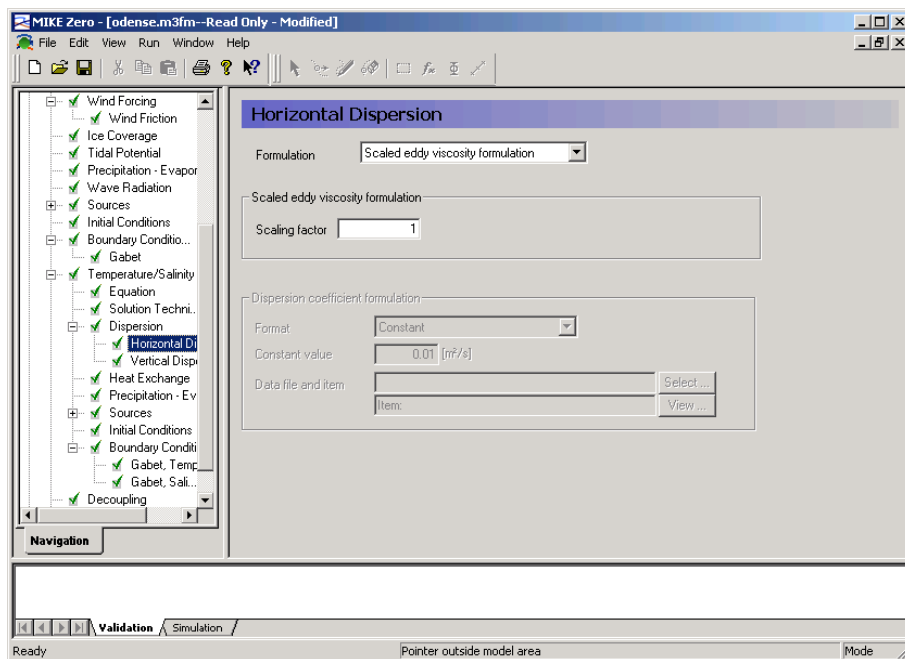 MIKE Zero - [odense.m3fm--Read Only - Modified]
File Edit View Run Window Help
Wind Forcing
Wind Friction
Ice Coverage
Tidal Potential
Precipitation - Evapor
Wave Radiation
Sources
Initial Conditions
Boundary Conditio...
Gabet
Temperature/Salinity
Equation
Solution Techni...
Dispersion
Horizontal Di
Vertical Disp
Heat Exchange
Precipitation - Ev
Sources
Initial Conditions
Boundary Conditi
Gabet, Temp
Gabet, Sali...
Decoupling
Navigation
Horizontal Dispersion
Formulation Scaled eddy viscosity formulation
Scaled eddy viscosity formulation
Scaling factor 1
Dispersion coefficient formulation
Format Constant
Constant value 0.01 [m²/s]
Data file and item Select ...
Item: View ...
Validation Simulation
Ready Pointer outside model area Mode